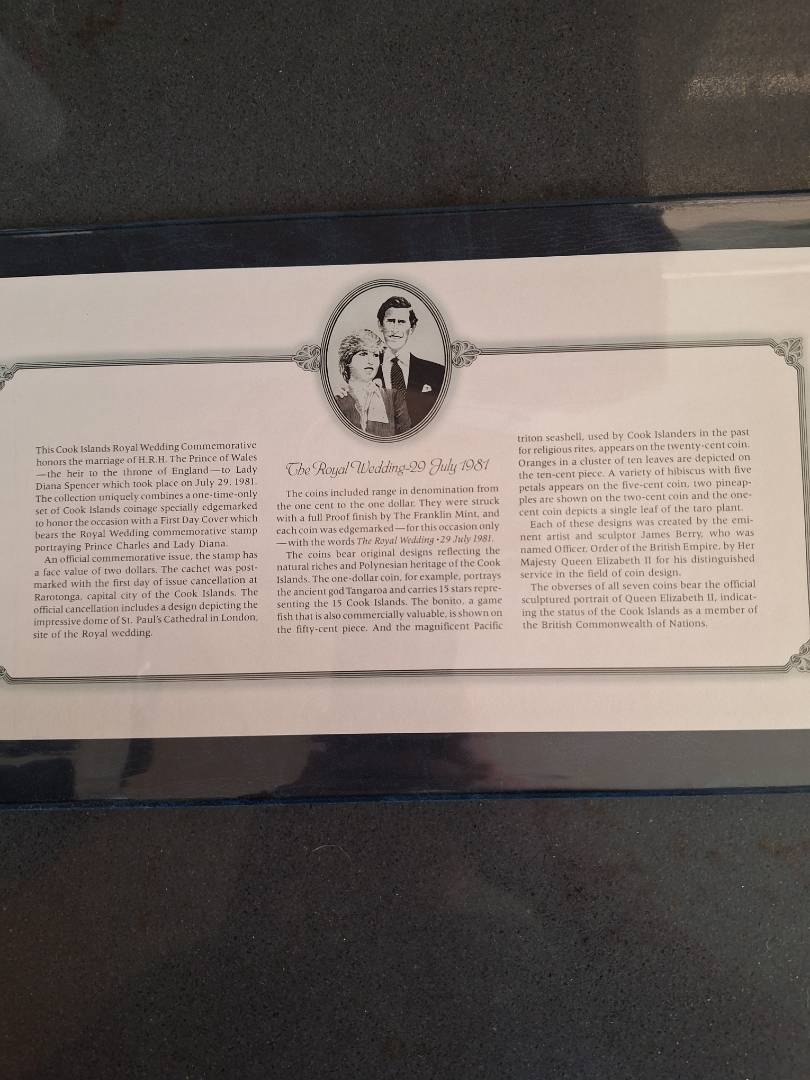 This Cook Islands Royal Wedding Commemorative
honors the marriage of H.R.H. The Prince of Wales
—the heir to the throne of England—to Lady
Diana Spencer which took place on July 29, 1981.
The collection uniquely combines a one-time-only
set of Cook Islands coinage specially edgemarked
to honor the occasion with a First Day Cover which
bears the Royal Wedding commemorative stamp
portraying Prince Charles and Lady Diana.
An official commemorative issue, the stamp has
a face value of two dollars. The cachet was post-
marked with the first day of issue cancellation at
Rarotonga, capital city of the Cook Islands. The
official cancellation includes a design depicting the
impressive dome of St. Paul's Cathedral in London,
site of the Royal wedding.
The Royal Wedding-29 July 1981
The coins included range in denomination from
the one cent to the one dollar. They were struck
with a full Proof finish by The Franklin Mint, and
each coin was edgemarked—for this occasion only
—with the words The Royal Wedding • 29 July 1981.
The coins bear original designs reflecting the
natural riches and Polynesian heritage of the Cook
Islands. The one-dollar coin, for example, portrays
the ancient god Tangaroa and carries 15 stars repre-
senting the 15 Cook Islands. The bonito, a game
fish that is also commercially valuable, is shown on
the fifty-cent piece. And the magnificent Pacific
triton seashell, used by Cook Islanders in the past
for religious rites, appears on the twenty-cent coin.
Oranges in a cluster of ten leaves are depicted on
the ten-cent piece. A variety of hibiscus with five
petals appears on the five-cent coin, two pineap-
ples are shown on the two-cent coin and the one-
cent coin depicts a single leaf of the taro plant.
Each of these designs was created by the emi-
nent artist and sculptor James Berry, who was
named Officer, Order of the British Empire, by Her
Majesty Queen Elizabeth II for his distinguished
service in the field of coin design.
The obverses of all seven coins bear the official
sculptured portrait of Queen Elizabeth II, indicat-
ing the status of the Cook Islands as a member of
the British Commonwealth of Nations.